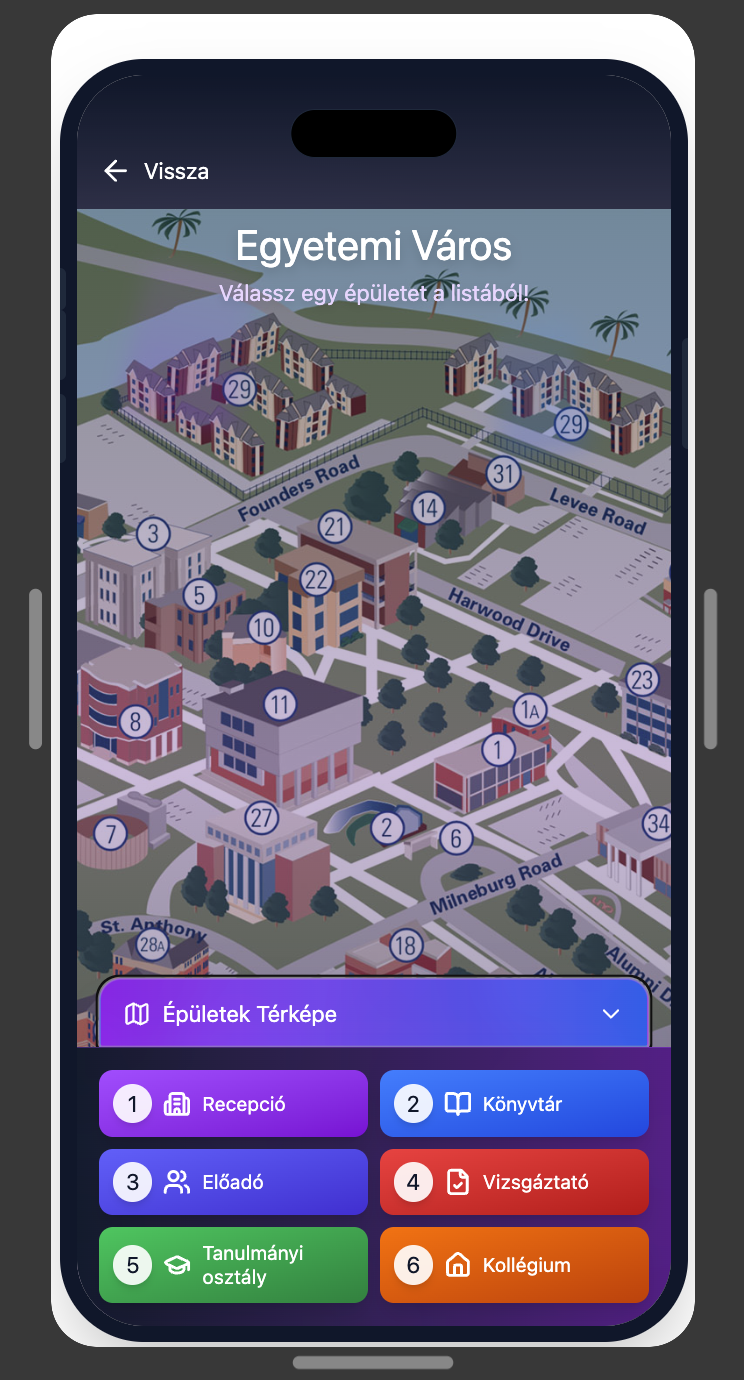 Vissza
Egyetemi Város
Válassz egy épületet a listából!
29
29
31
Founders Road
14
Levee Road
3
21
22
5
Harwood Drive
10
23
11
1A
8
1
27
2
34
7
6
Milneburg Road
St. Anthony
28A
18
Alumni D
Épületek Térképe
1 Recepció
2 Könyvtár
3 Előadó
4 Vizsgáztató
5 Tanulmányi
osztály
6 Kollégium